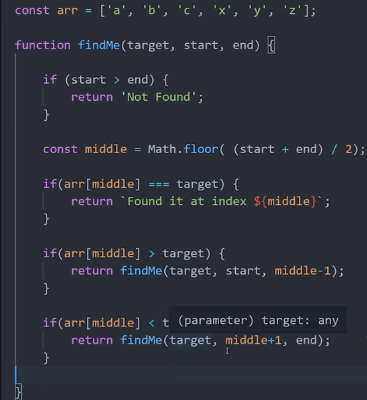 const arr = ['a', 'b', 'c', 'x', 'y', 'z'];
function findMe(target, start, end) {
if (start > end) {
return 'Not Found';
}
const middle = Math.floor( (start + end) / 2);
if(arr[middle] === target) {
return `Found it at index ${middle}`;
}
if(arr[middle] > target) {
return findMe(target, start, middle-1);
}
if(arr[middle] < t
(parameter) target: any
return findMe(target, middle+1, end);
}
}